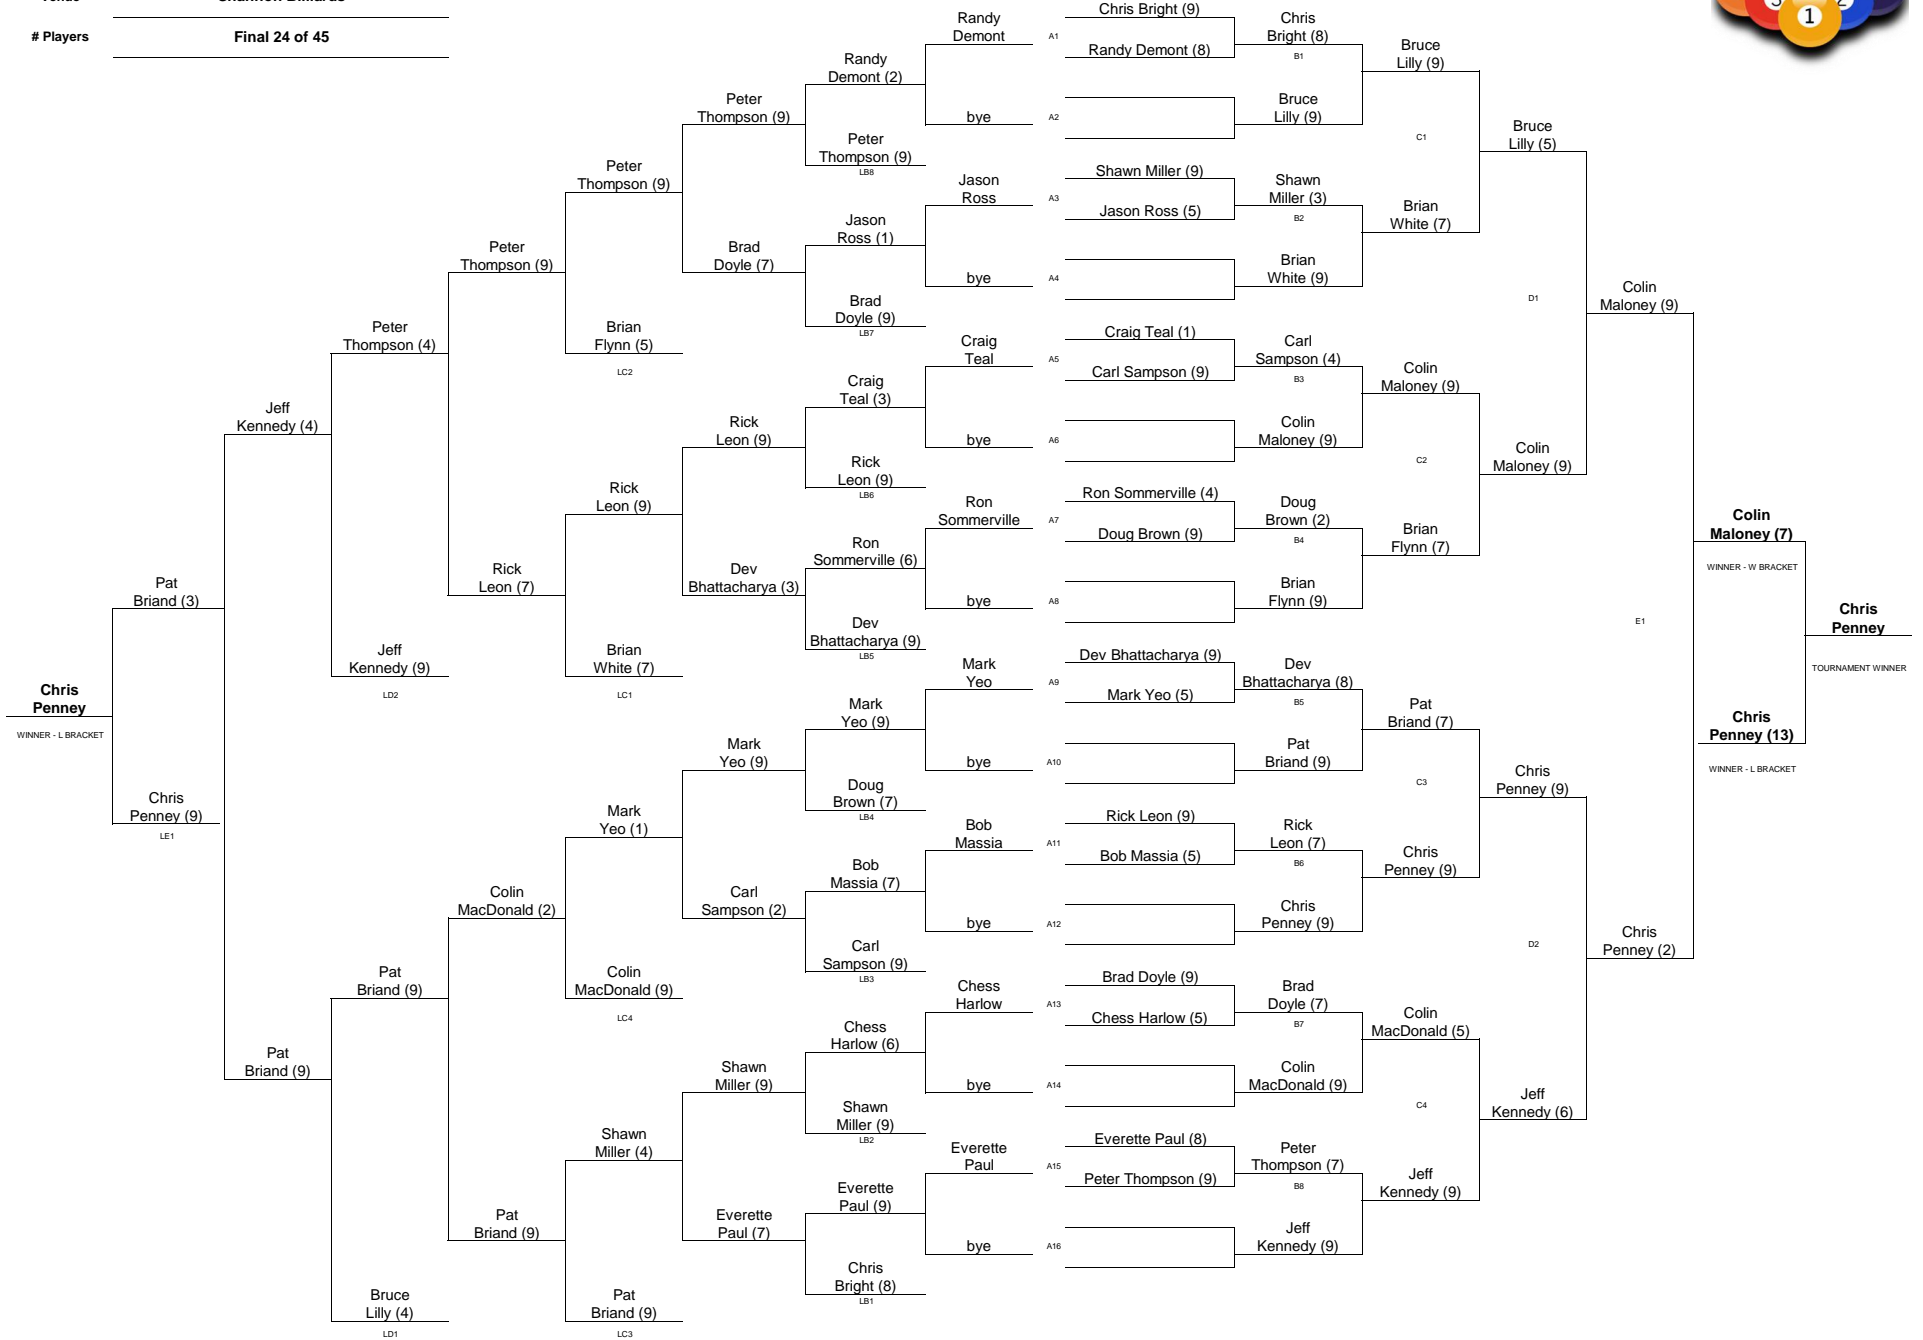 # Players
Final 24 of 45
Chris Bright (9)
Randy
Demont
A1
Randy Demont (8)
Chris
Bright (8)
B1
Bruce
Lilly (9)
Randy
Demont (2)
Peter
Thompson (9)
bye
A2
Bruce
Lilly (9)
C1
Bruce
Lilly (5)
Peter
Thompson (9)
LB8
Peter
Thompson (9)
Jason
Ross
A3
Shawn Miller (9)
Jason Ross (5)
Shawn
Miller (3)
B2
Brian
White (7)
Jason
Ross (1)
Peter
Thompson (9)
Brad
Doyle (7)
bye
A4
Brian
White (9)
D1
Colin
Maloney (9)
Brad
Doyle (9)
LB7
Peter
Thompson (4)
Brian
Flynn (5)
LC2
Craig
Teal
A5
Craig Teal (1)
Carl Sampson (9)
Carl
Sampson (4)
B3
Colin
Maloney (9)
Craig
Teal (3)
Jeff
Kennedy (4)
Rick
Leon (9)
bye
A6
Colin
Maloney (9)
C2
Colin
Maloney (9)
Rick
Leon (9)
LB6
Rick
Leon (9)
Ron
Sommerville
A7
Ron Sommerville (4)
Doug Brown (9)
Doug
Brown (2)
B4
Brian
Flynn (7)
Colin
Maloney (7)
WINNER - W BRACKET
Ron
Sommerville (6)
Pat
Briand (3)
Rick
Leon (7)
Dev
Bhattacharya (3)
bye
A8
Brian
Flynn (9)
E1
Chris
Penney
TOURNAMENT WINNER
Dev
Bhattacharya (9)
LB5
Jeff
Kennedy (9)
LD2
Brian
White (7)
LC1
Mark
Yeo
A9
Dev Bhattacharya (9)
Mark Yeo (5)
Dev
Bhattacharya (8)
B5
Pat
Briand (7)
Chris
Penney
WINNER - L BRACKET
Mark
Yeo (9)
Chris
Penney (13)
WINNER - L BRACKET
Mark
Yeo (9)
bye
A10
Pat
Briand (9)
C3
Chris
Penney (9)
Doug
Brown (7)
LB4
Chris
Penney (9)
LE1
Mark
Yeo (1)
Bob
Massia
A11
Rick Leon (9)
Bob Massia (5)
Rick
Leon (7)
B6
Chris
Penney (9)
Bob
Massia (7)
Colin
MacDonald (2)
Carl
Sampson (2)
bye
A12
Chris
Penney (9)
D2
Chris
Penney (2)
Carl
Sampson (9)
LB3
Pat
Briand (9)
Colin
MacDonald (9)
LC4
Chess
Harlow
A13
Brad Doyle (9)
Chess Harlow (5)
Brad
Doyle (7)
B7
Colin
MacDonald (5)
Chess
Harlow (6)
Pat
Briand (9)
Shawn
Miller (9)
bye
A14
Colin
MacDonald (9)
C4
Jeff
Kennedy (6)
Shawn
Miller (9)
LB2
Shawn
Miller (4)
Everette
Paul
A15
Everette Paul (8)
Peter Thompson (9)
Peter
Thompson (7)
B8
Jeff
Kennedy (9)
Everette
Paul (9)
Pat
Briand (9)
Everette
Paul (7)
bye
A16
Jeff
Kennedy (9)
Chris
Bright (8)
LB1
Bruce
Lilly (4)
LD1
Pat
Briand (9)
LC3
1